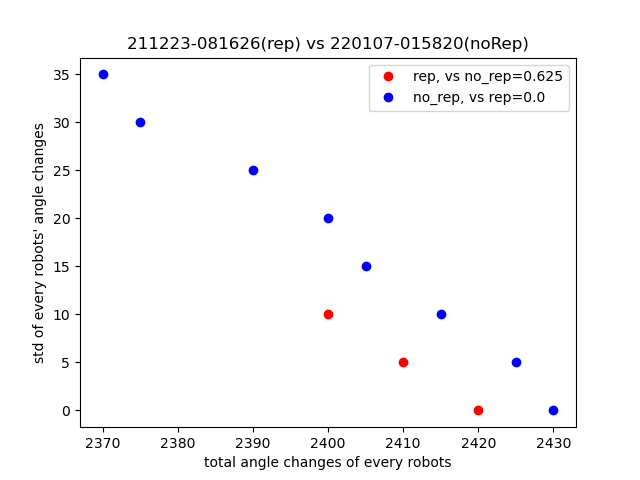 211223-081626(rep) vs 220107-015820(noRep)
rep, vs no_rep=0.625
no_rep, vs rep=0.0
35
30
25
20
15
10
5
0
std of every robots' angle changes
2370 2380 2390 2400 2410 2420 2430
total angle changes of every robots